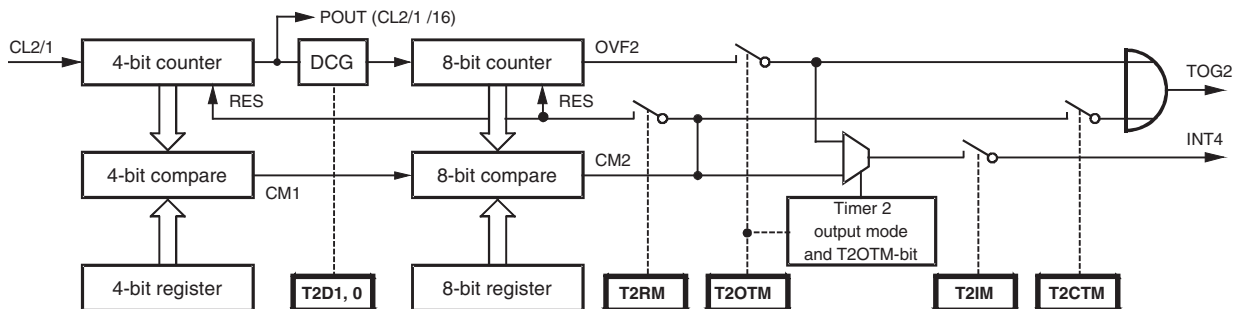 POUT (CL2/1 /16)
CL2/1
4-bit counter
DCG
8-bit counter
OVF2
TOG2
RES
RES
INT4
4-bit compare
CM1
8-bit compare
CM2
Timer 2
output mode
and T2OTM-bit
4-bit register
T2D1, 0
8-bit register
T2RM
T2OTM
T2IM
T2CTM